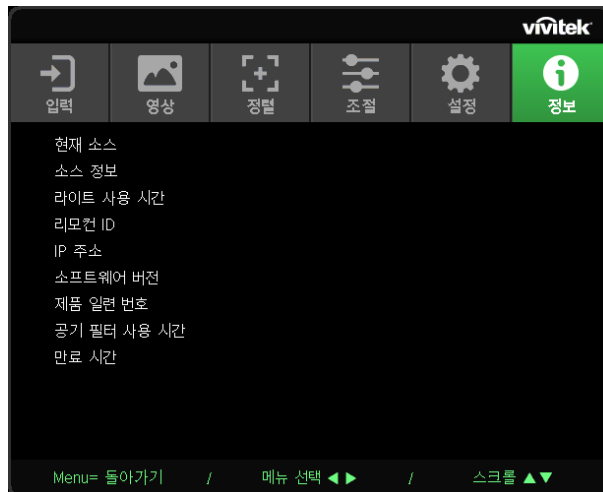 vivitek
입력 영상 정렬 조절 설정 정보
현재 소스
소스 정보
라이트 사용 시간
리모컨 ID
IP 주소
소프트웨어 버전
제품 일련 번호
공기 필터 사용 시간
만료 시간
Menu= 돌아가기 / 메뉴 선택 ◀ ▶ / 스크롤 ▲▼